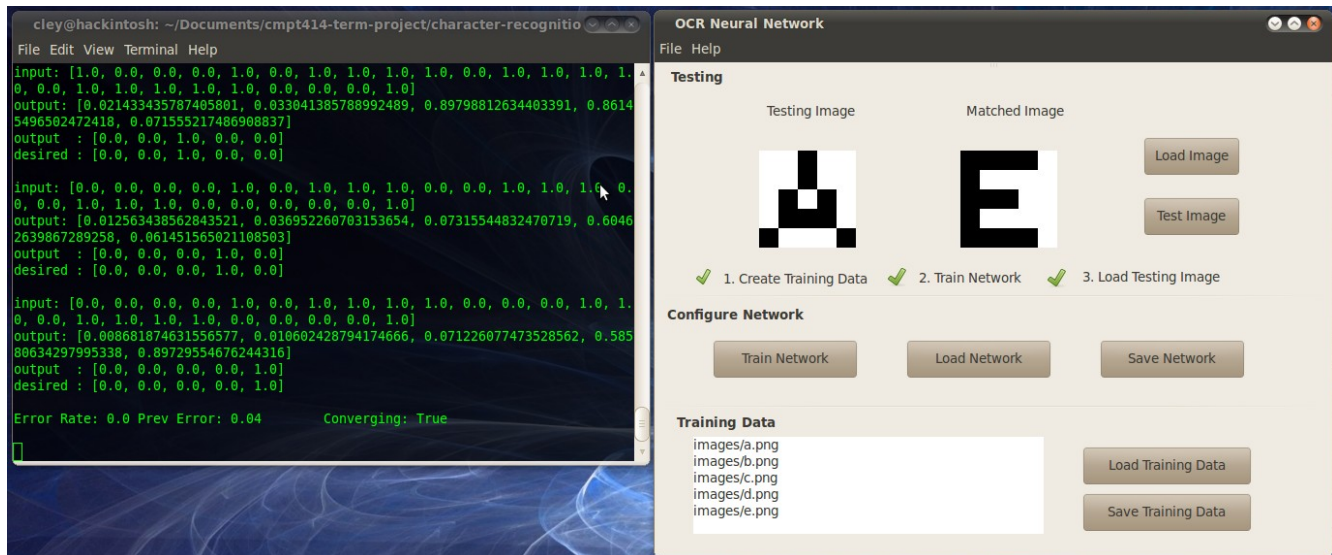 cley@hackintosh: ~/Documents/cmpt414-term-project/character-recognitio
File Edit View Terminal Help
input: [1.0, 0.0, 0.0, 0.0, 1.0, 0.0, 1.0, 1.0, 1.0, 1.0, 0.0, 1.0, 1.0, 1.0, 1.
0, 0.0, 1.0, 1.0, 1.0, 1.0, 1.0, 0.0, 0.0, 0.0, 1.0]
output: [0.021433435787405801, 0.033041385788992489, 0.89798812634403391, 0.8614
5496502472418, 0.071555217486908837]
output : [0.0, 0.0, 1.0, 0.0, 0.0]
desired : [0.0, 0.0, 1.0, 0.0, 0.0]
input: [0.0, 0.0, 0.0, 0.0, 1.0, 0.0, 1.0, 1.0, 1.0, 0.0, 0.0, 1.0, 1.0, 1.0, 0.
0, 0.0, 1.0, 1.0, 1.0, 0.0, 0.0, 0.0, 0.0, 0.0, 1.0]
output: [0.012563438562843521, 0.036952260703153654, 0.07315544832470719, 0.6046
2639867289258, 0.061451565021108503]
output : [0.0, 0.0, 0.0, 1.0, 0.0]
desired : [0.0, 0.0, 0.0, 1.0, 0.0]
input: [0.0, 0.0, 0.0, 0.0, 1.0, 0.0, 1.0, 1.0, 1.0, 1.0, 0.0, 0.0, 0.0, 1.0, 1.
0, 0.0, 1.0, 1.0, 1.0, 1.0, 0.0, 0.0, 0.0, 0.0, 1.0]
output: [0.008681874631556577, 0.010602428794174666, 0.071226077473528562, 0.585
80634297995338, 0.89729554676244316]
output : [0.0, 0.0, 0.0, 0.0, 1.0]
desired : [0.0, 0.0, 0.0, 0.0, 1.0]
Error Rate: 0.0 Prev Error: 0.04 Converging: True
OCR Neural Network
File Help
Testing
Testing Image Matched Image
A E
Load Image
Test Image
1. Create Training Data 2. Train Network 3. Load Testing Image
Configure Network
Train Network Load Network Save Network
Training Data
images/a.png
images/b.png
images/c.png
images/d.png
images/e.png
Load Training Data
Save Training Data